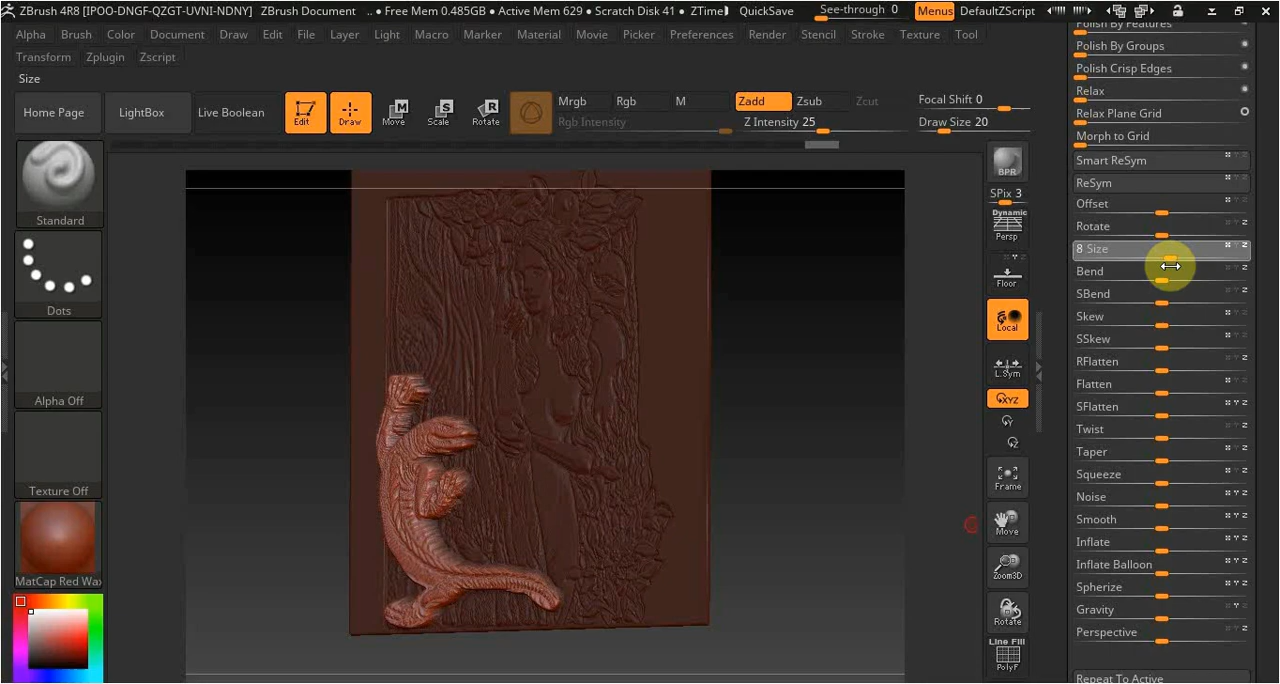 ZBrush 4R8 [IPOO-DNGF-QZGT-UVNI-NDNY] ZBrush Document .. • Free Mem 0.485GB • Active Mem 629 • Scratch Disk 41 • ZTime QuickSave See-through 0 Menus DefaultZScript
Alpha Brush Color Document Draw Edit File Layer Light Macro Marker Material Movie Picker Preferences Render Stencil Stroke Texture Tool
Transform Zplugin Zscript
Size
Home Page LightBox Live Boolean Edit Draw Move Scale Rotate
Mrgb Rgb M Zadd Zsub Zcut Focal Shift 0
Rgb Intensity Z Intensity 25 Draw Size 20
Standard
Dots
Alpha Off
Texture Off
MatCap Red Wax
BPR
SPix 3
Dynamic
Persp
Floor
Local
L.Sym
XYZ
Y
Z
Frame
Move
Zoom3D
Rotate
Line Fill
PolyF
Polish By Features
Polish By Groups
Polish Crisp Edges
Relax
Relax Plane Grid
Morph to Grid
Smart ReSym
ReSym
Offset
Rotate
8 Size
Bend
SBend
Skew
SSkew
RFlatten
Flatten
SFlatten
Twist
Taper
Squeeze
Noise
Smooth
Inflate
Inflate Balloon
Spherize
Gravity
Perspective
Repeat To Active